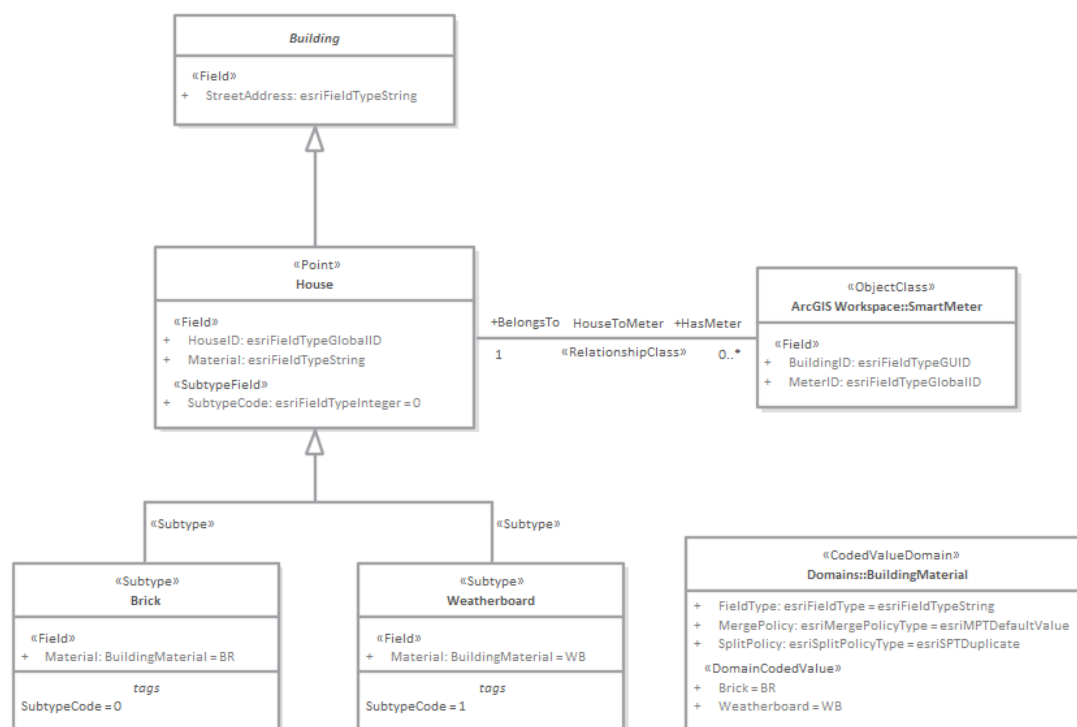 Building
«Field»
+ StreetAddress: esriFieldTypeString
«Point»
House
«Field»
+ HouseID: esriFieldTypeGlobalID
+ Material: esriFieldTypeString
«SubtypeField»
+ SubtypeCode: esriFieldTypeInteger = 0
+BelongsTo HouseToMeter +HasMeter
1 «RelationshipClass» 0..*
«ObjectClass»
ArcGIS Workspace::SmartMeter
«Field»
+ BuildingID: esriFieldTypeGUID
+ MeterID: esriFieldTypeGlobalID
«Subtype»
«Subtype»
«Subtype»
Brick
«Field»
+ Material: BuildingMaterial = BR
tags
SubtypeCode = 0
«Subtype»
Weatherboard
«Field»
+ Material: BuildingMaterial = WB
tags
SubtypeCode = 1
«CodedValueDomain»
Domains::BuildingMaterial
+ FieldType: esriFieldType = esriFieldTypeString
+ MergePolicy: esriMergePolicyType = esriMPTDefaultValue
+ SplitPolicy: esriSplitPolicyType = esriSPTDuplicate
«DomainCodedValue»
+ Brick = BR
+ Weatherboard = WB